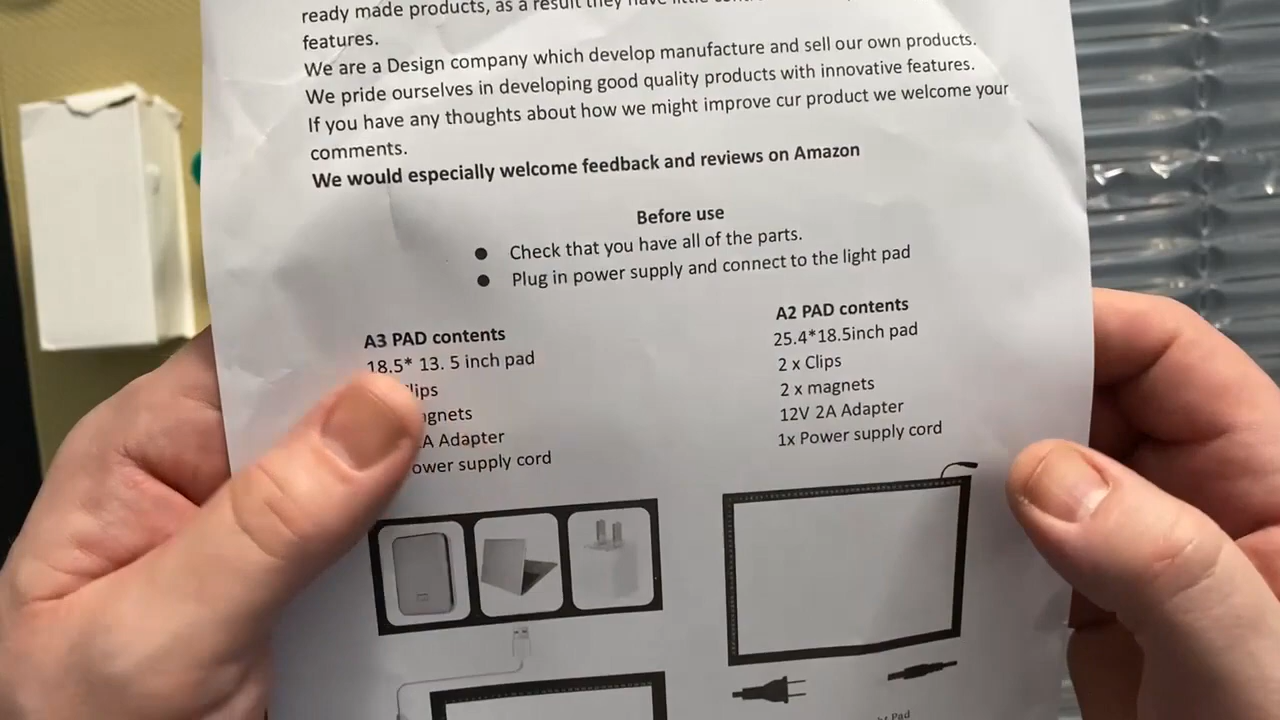 ready made products, as a result they have little
features.
We are a Design company which develop manufacture and sell our own products.
We pride ourselves in developing good quality products with innovative features.
If you have any thoughts about how we might improve cur product we welcome your
comments.
We would especially welcome feedback and reviews on Amazon
Before use
● Check that you have all of the parts.
● Plug in power supply and connect to the light pad
A3 PAD contents
18.5* 13. 5 inch pad
lips
agnets
A Adapter
ower supply cord
A2 PAD contents
25.4*18.5inch pad
2 x Clips
2 x magnets
12V 2A Adapter
1x Power supply cord
Pad